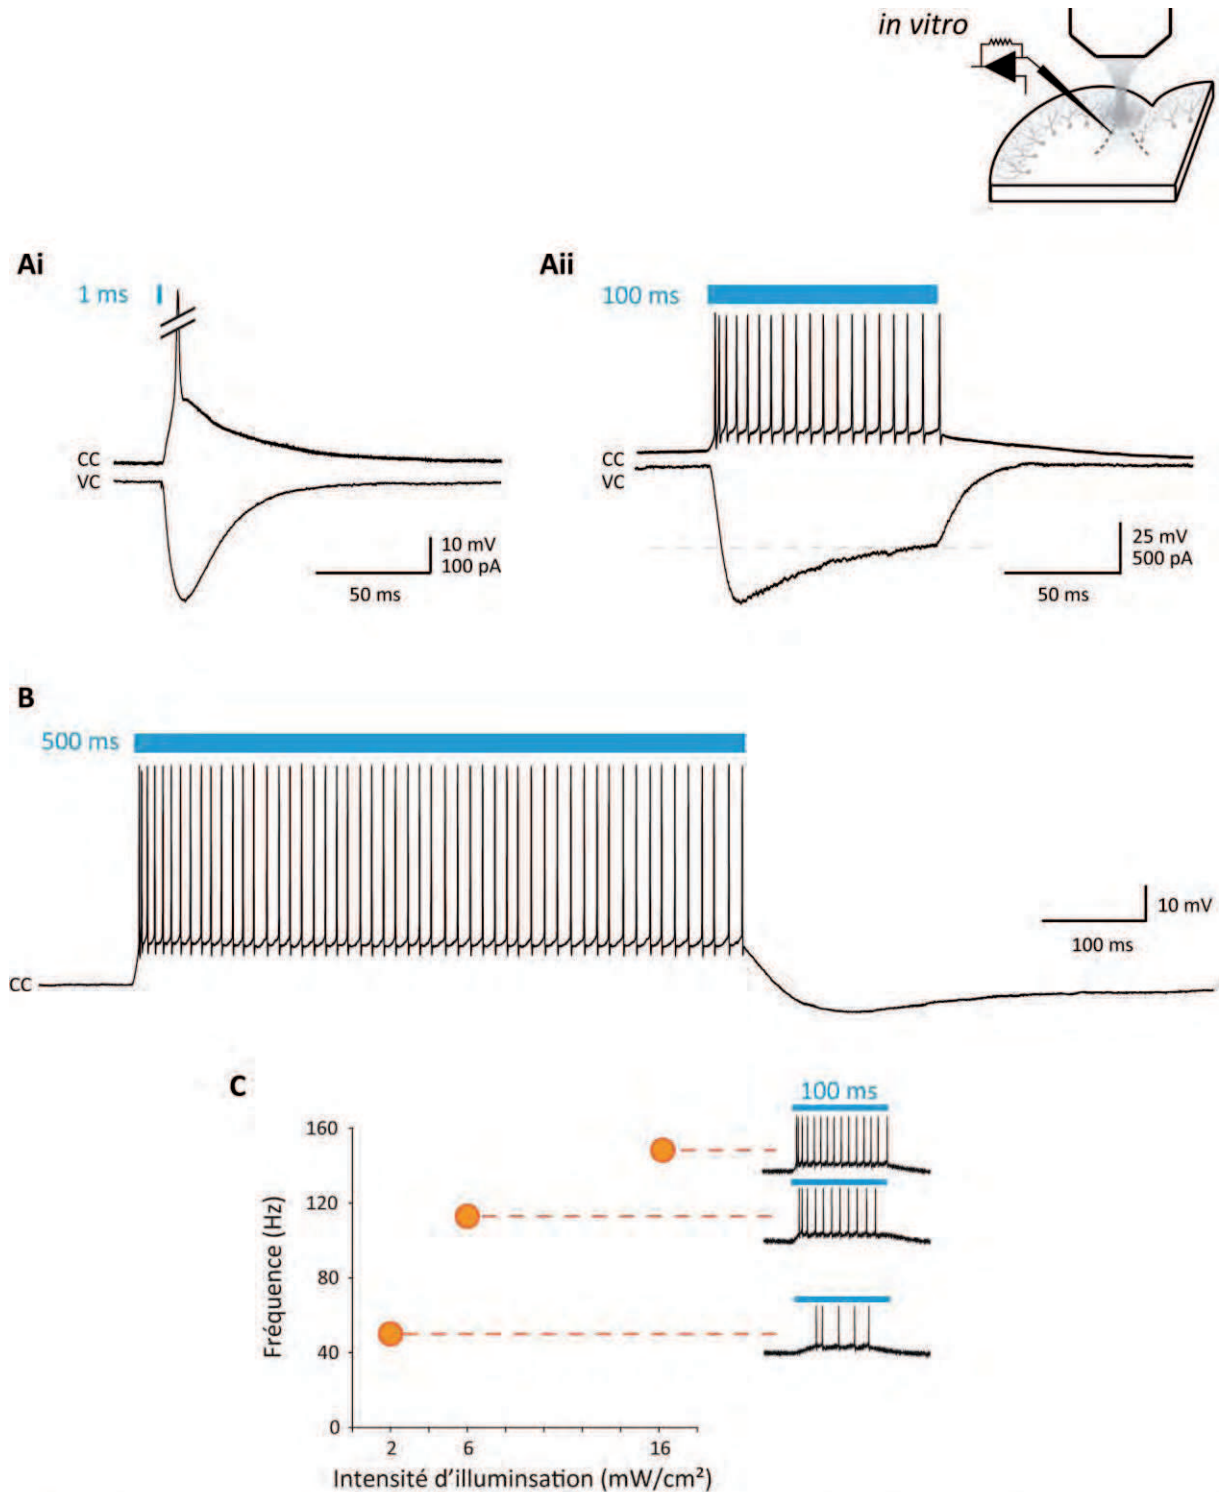 in vitro
Ai
1 ms
CC
VC
10 mV
100 pA
50 ms
Aii
100 ms
CC
VC
25 mV
500 pA
50 ms
B
500 ms
CC
10 mV
100 ms
C
100 ms
160
120
80
40
0
Fréquence (Hz)
2 6 16
Intensité d'illuminsation (mW/cm²)